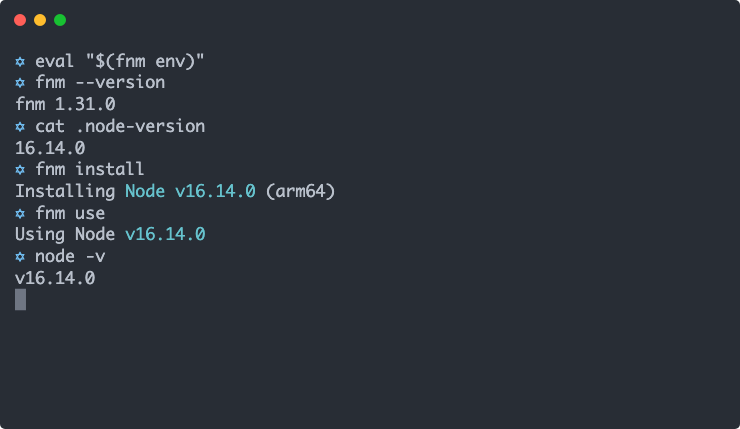 ✡ eval "$(fnm env)"
✡ fnm --version
fnm 1.31.0
✡ cat .node-version
16.14.0
✡ fnm install
Installing Node v16.14.0 (arm64)
✡ fnm use
Using Node v16.14.0
✡ node -v
v16.14.0